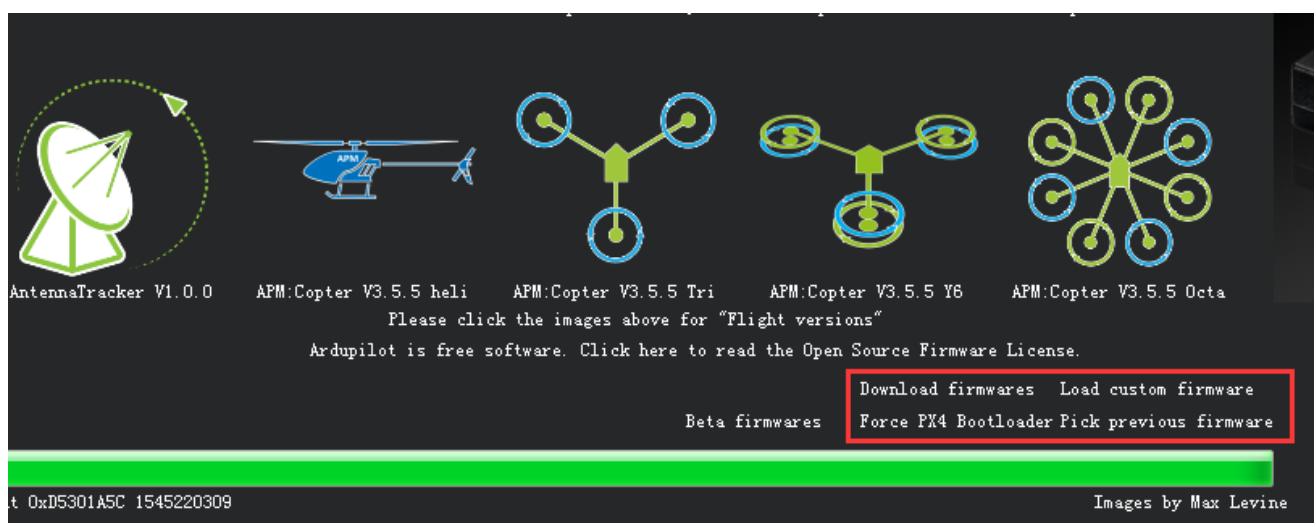 APM
AntennaTracker V1.0.0
APM:Copter V3.5.5 heli
APM:Copter V3.5.5 Tri
APM:Copter V3.5.5 Y6
APM:Copter V3.5.5 Octa
Please click the images above for "Flight versions"
Ardupilot is free software. Click here to read the Open Source Firmware License.
Download firmwares
Load custom firmware
Beta firmwares
Force PX4 Bootloader
Pick previous firmware
0xD5301A5C 1545220309
Images by Max Levine